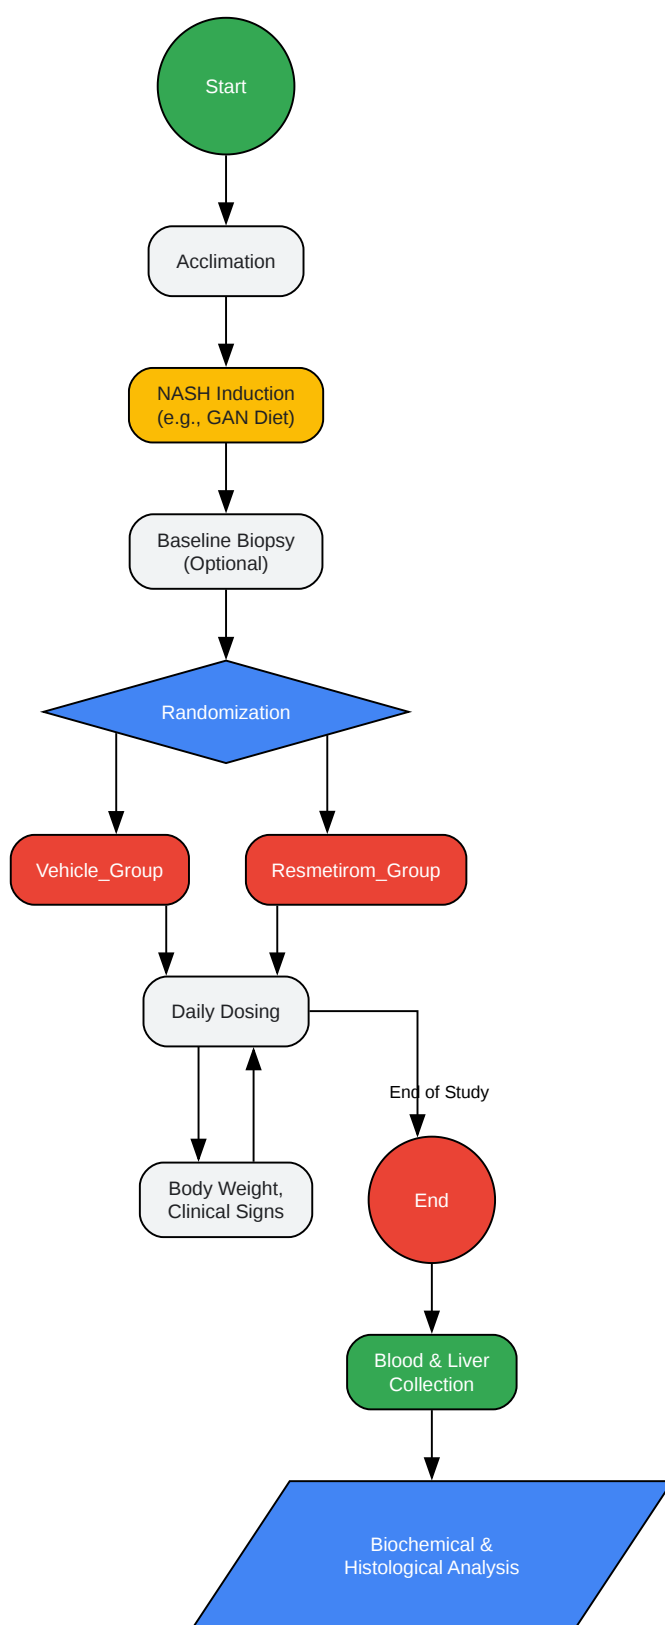 Start
Acclimation
NASH Induction
(e.g., GAN Diet)
Baseline Biopsy
(Optional)
Randomization
Vehicle_Group
Resmetirom_Group
Daily Dosing
End of Study
Body Weight,
Clinical Signs
End
Blood & Liver
Collection
Biochemical &
Histological Analysis